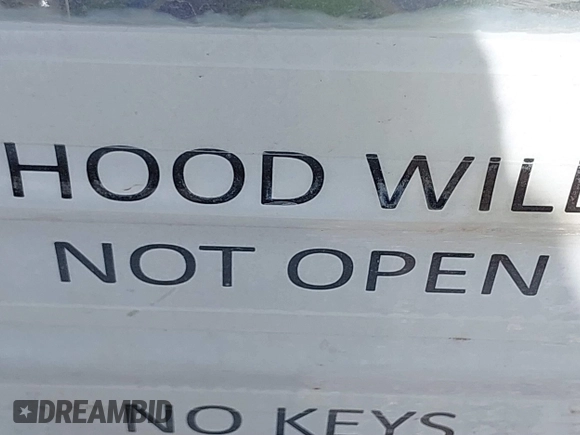 HOOD WILL
NOT OPEN
NO KEYS
DREAMBID